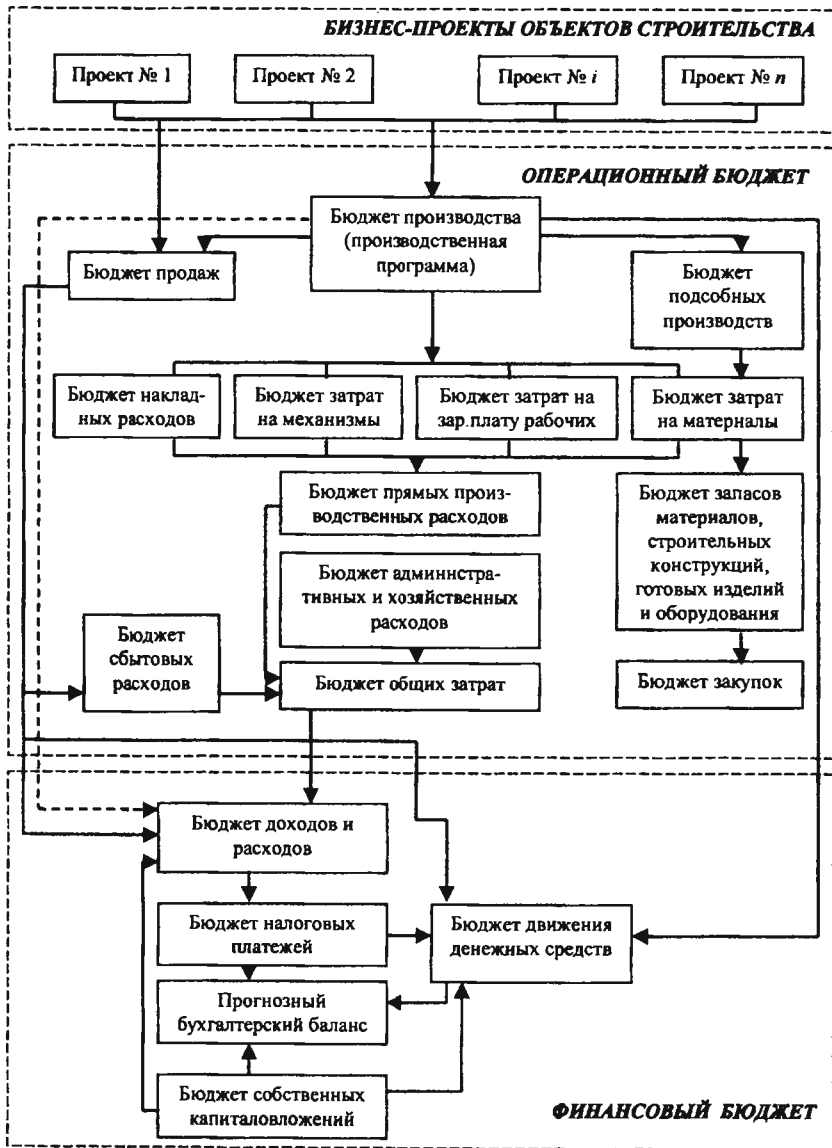 БИЗНЕС-ПРОЕКТЫ ОБЪЕКТОВ СТРОИТЕЛЬСТВА
Проект № 1
Проект № 2
Проект № i
Проект № n
ОПЕРАЦИОННЫЙ БЮДЖЕТ
Бюджет производства
(производственная
программа)
Бюджет продаж
Бюджет
подсобных
производств
Бюджет наклад-
ных расходов
Бюджет затрат
на механизмы
Бюджет затрат на
зар.плату рабочих
Бюджет затрат
на материалы
Бюджет прямых произ-
водственных расходов
Бюджет запасов
материалов,
строительных
конструкций,
готовых изделий
и оборудования
Бюджет администра-
тивных и хозяйственных
расходов
Бюджет
сбытовых
расходов
Бюджет общих затрат
Бюджет закупок
Бюджет доходов и
расходов
Бюджет налоговых
платежей
Бюджет движения
денежных средств
Прогнозный
бухгалтерский баланс
Бюджет собственных
капиталовложений
ФИНАНСОВЫЙ БЮДЖЕТ